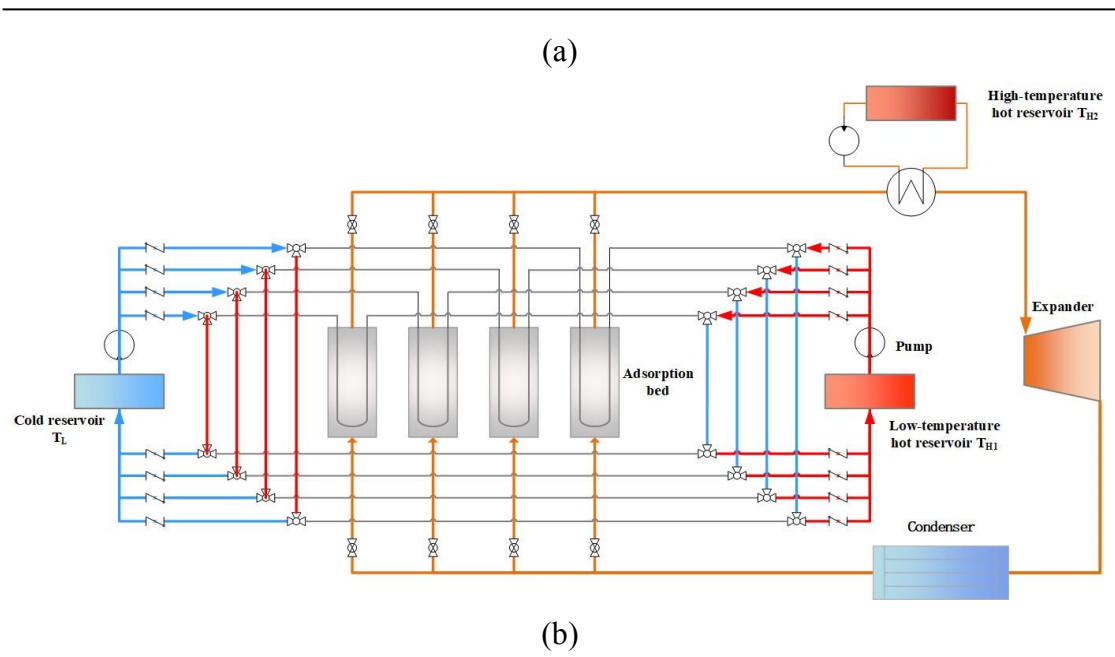 (a)
High-temperature
hot reservoir T_H2
Expander
Pump
Adsorption
bed
Cold reservoir
T_L
Low-temperature
hot reservoir T_H1
Condenser
(b)